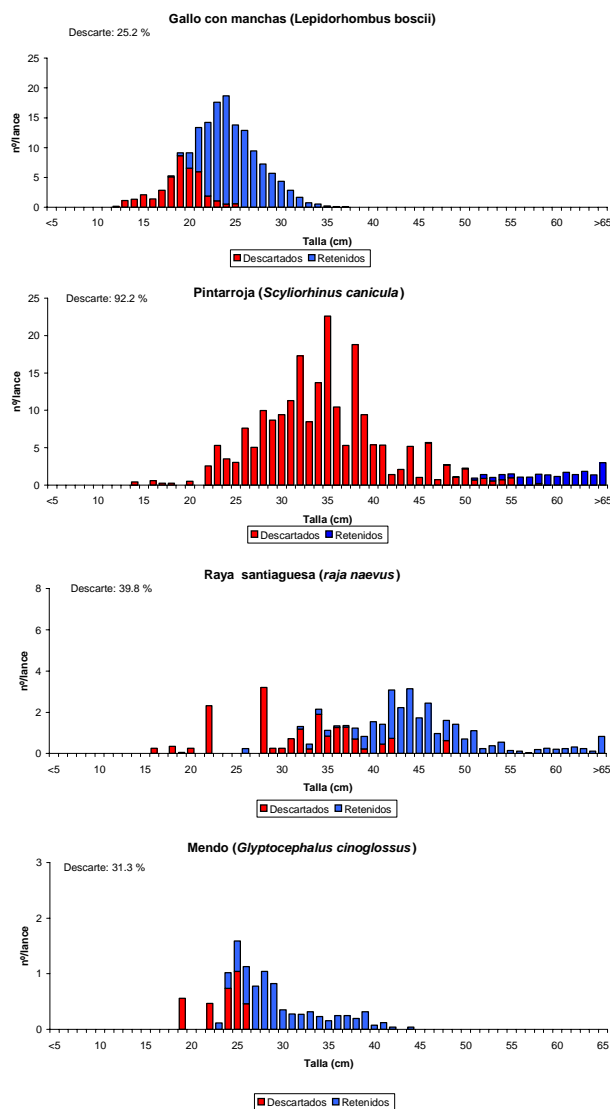 Gallo con manchas (Lepidorhombus boscii)
Descarte: 25.2 %
25
20
15
10
5
0
nº/lance
<5 10 15 20 25 30 35 40 45 50 55 60 >65
Talla (cm)
Descartados Retenidos
Pintarroja (Scyliorhinus canicula)
Descarte: 92.2 %
25
20
15
10
5
0
nº/lance
<5 10 15 20 25 30 35 40 45 50 55 60 >65
Talla (cm)
Descartados Retenidos
Raya santiaguesa (raja naevus)
Descarte: 39.8 %
8
6
4
2
0
nº/lance
<5 10 15 20 25 30 35 40 45 50 55 60 >65
Talla (cm)
Descartados Retenidos
Mendo (Glyptocephalus cinoglossus)
Descarte: 31.3 %
3
2
1
0
nº/lance
<5 10 15 20 25 30 35 40 45 50 55 60 >65
Talla (cm)
Descartados Retenidos